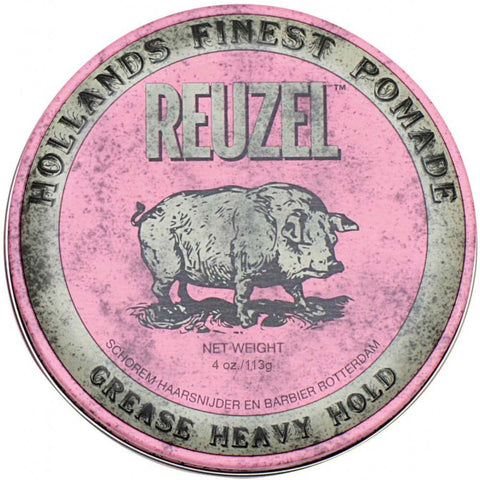 HOLLANDS FINEST POMADE
REUZEL™
NET WEIGHT
4 oz./113g
SCHOREM HAARSNIJDER EN BARBIER ROTTERDAM
GREASE HEAVY HOLD